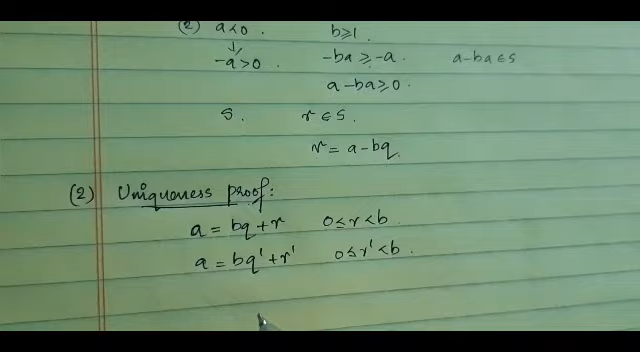 (2) a<0. b≥1.
↓
-a>0. -ba ≥ -a. a-ba ∈ S
a-ba ≥ 0.
S. r ∈ S.
r = a-bq.
(2) Uniqueness proof:
a = bq+r 0≤r<b.
a = bq'+r' 0≤r'<b.